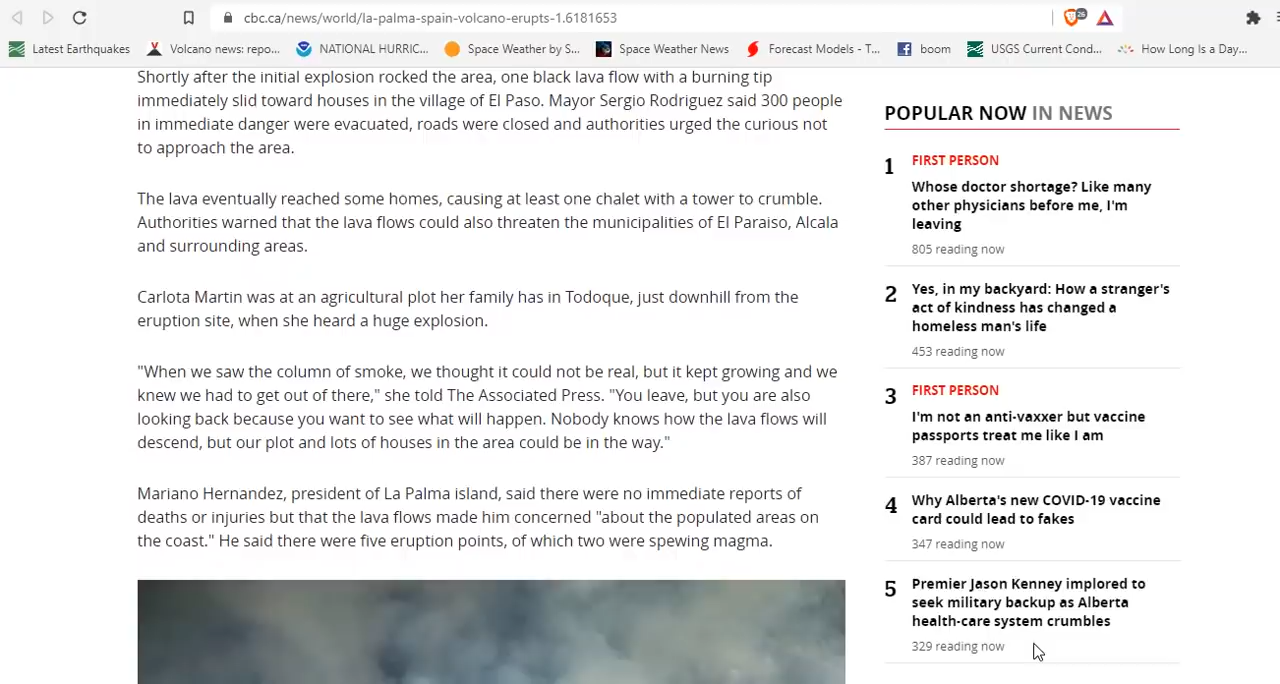 cbc.ca/news/world/la-palma-spain-volcano-erupts-1.6181653
26
Latest Earthquakes
Volcano news: repo...
NATIONAL HURRIC...
Space Weather by S...
Space Weather News
Forecast Models - T...
boom
USGS Current Cond...
How Long Is a Day...
Shortly after the initial explosion rocked the area, one black lava flow with a burning tip
immediately slid toward houses in the village of El Paso. Mayor Sergio Rodriguez said 300 people
in immediate danger were evacuated, roads were closed and authorities urged the curious not
to approach the area.
The lava eventually reached some homes, causing at least one chalet with a tower to crumble.
Authorities warned that the lava flows could also threaten the municipalities of El Paraiso, Alcala
and surrounding areas.
Carlota Martin was at an agricultural plot her family has in Todoque, just downhill from the
eruption site, when she heard a huge explosion.
"When we saw the column of smoke, we thought it could not be real, but it kept growing and we
knew we had to get out of there," she told The Associated Press. "You leave, but you are also
looking back because you want to see what will happen. Nobody knows how the lava flows will
descend, but our plot and lots of houses in the area could be in the way."
Mariano Hernandez, president of La Palma island, said there were no immediate reports of
deaths or injuries but that the lava flows made him concerned "about the populated areas on
the coast." He said there were five eruption points, of which two were spewing magma.
POPULAR NOW IN NEWS
1
FIRST PERSON
Whose doctor shortage? Like many
other physicians before me, I'm
leaving
805 reading now
2
Yes, in my backyard: How a stranger's
act of kindness has changed a
homeless man's life
453 reading now
3
FIRST PERSON
I'm not an anti-vaxxer but vaccine
passports treat me like I am
387 reading now
4
Why Alberta's new COVID-19 vaccine
card could lead to fakes
347 reading now
5
Premier Jason Kenney implored to
seek military backup as Alberta
health-care system crumbles
329 reading now